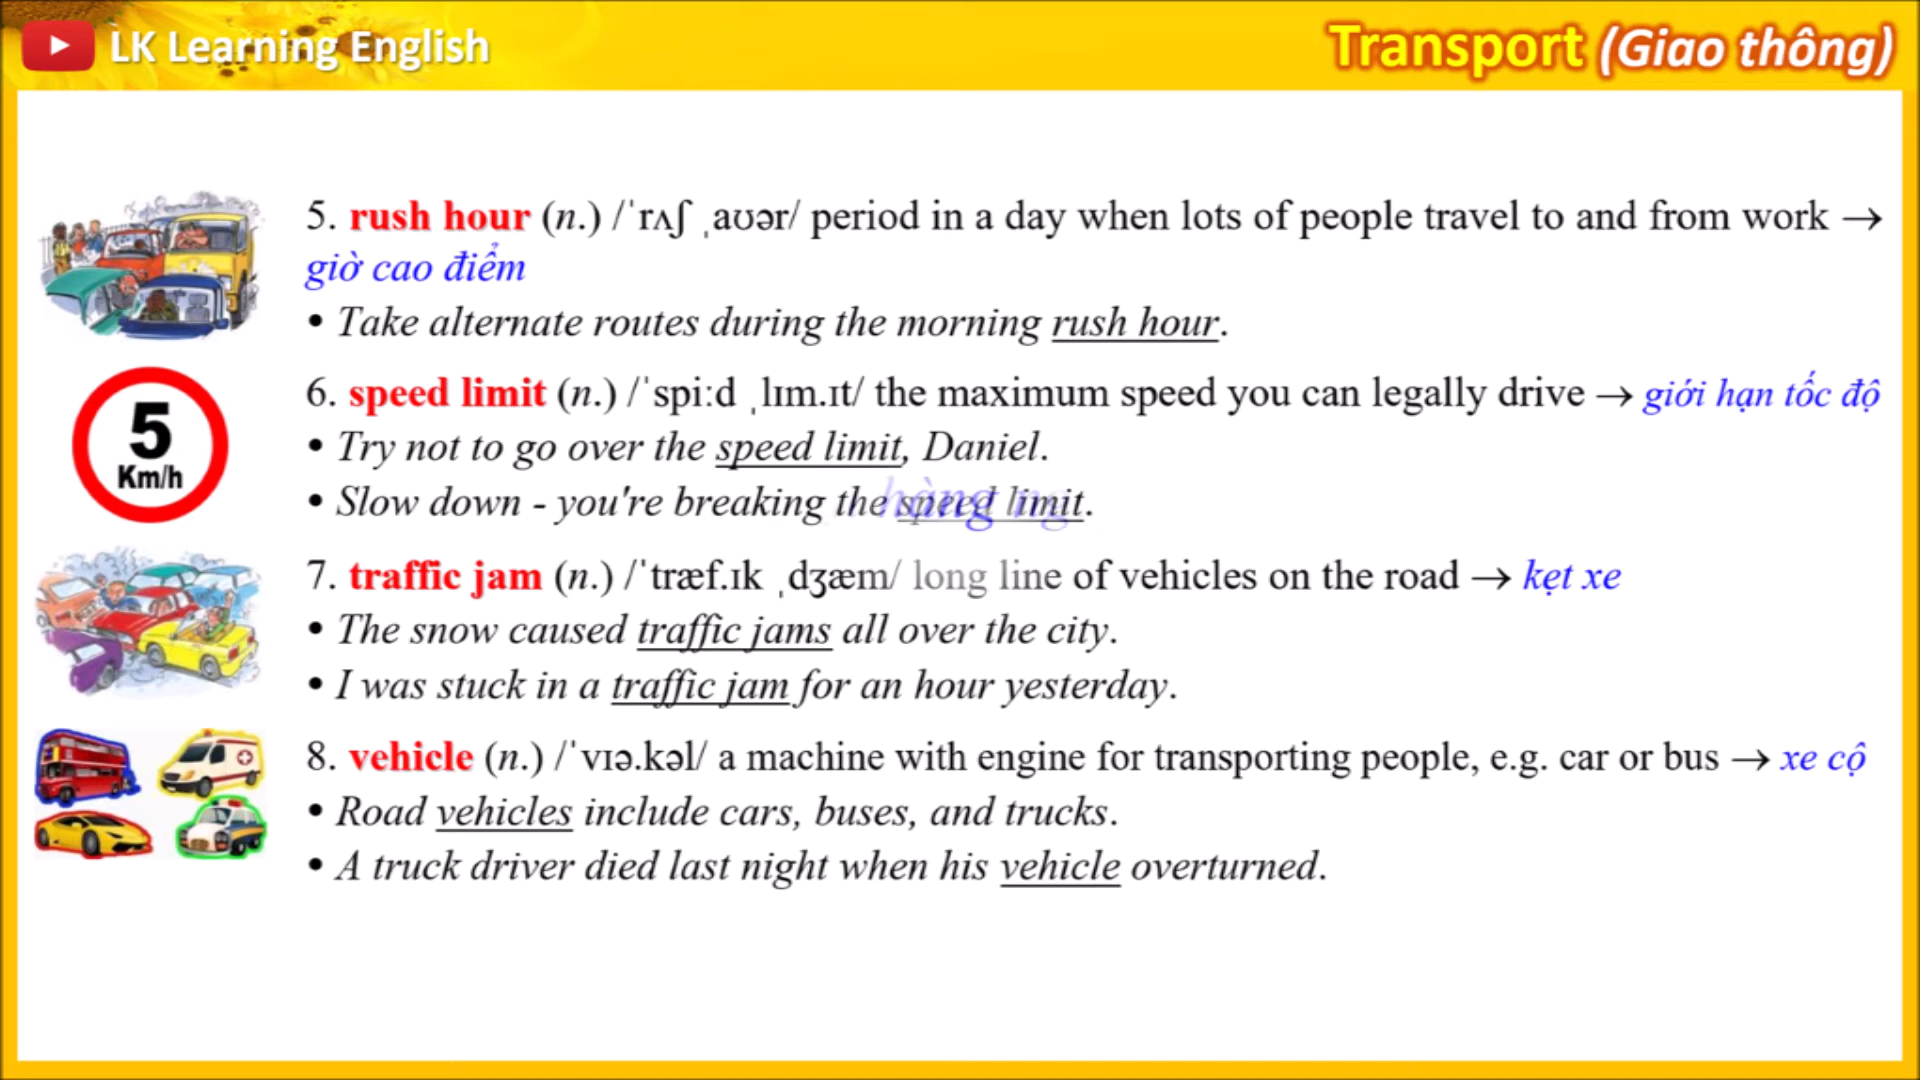 LK Learning English
Transport (Giao thông)
5. rush hour (n.) /ˈrʌʃ ˌaʊər/ period in a day when lots of people travel to and from work →
giờ cao điểm
• Take alternate routes during the morning rush hour.
6. speed limit (n.) /ˈspiːd ˌlɪm.ɪt/ the maximum speed you can legally drive → giới hạn tốc độ
5
Km/h
• Try not to go over the speed limit, Daniel.
• Slow down - you're breaking the speed limit.
7. traffic jam (n.) /ˈtræf.ɪk ˌdʒæm/ long line of vehicles on the road → kẹt xe
• The snow caused traffic jams all over the city.
• I was stuck in a traffic jam for an hour yesterday.
8. vehicle (n.) /ˈvɪə.kəl/ a machine with engine for transporting people, e.g. car or bus → xe cộ
• Road vehicles include cars, buses, and trucks.
• A truck driver died last night when his vehicle overturned.